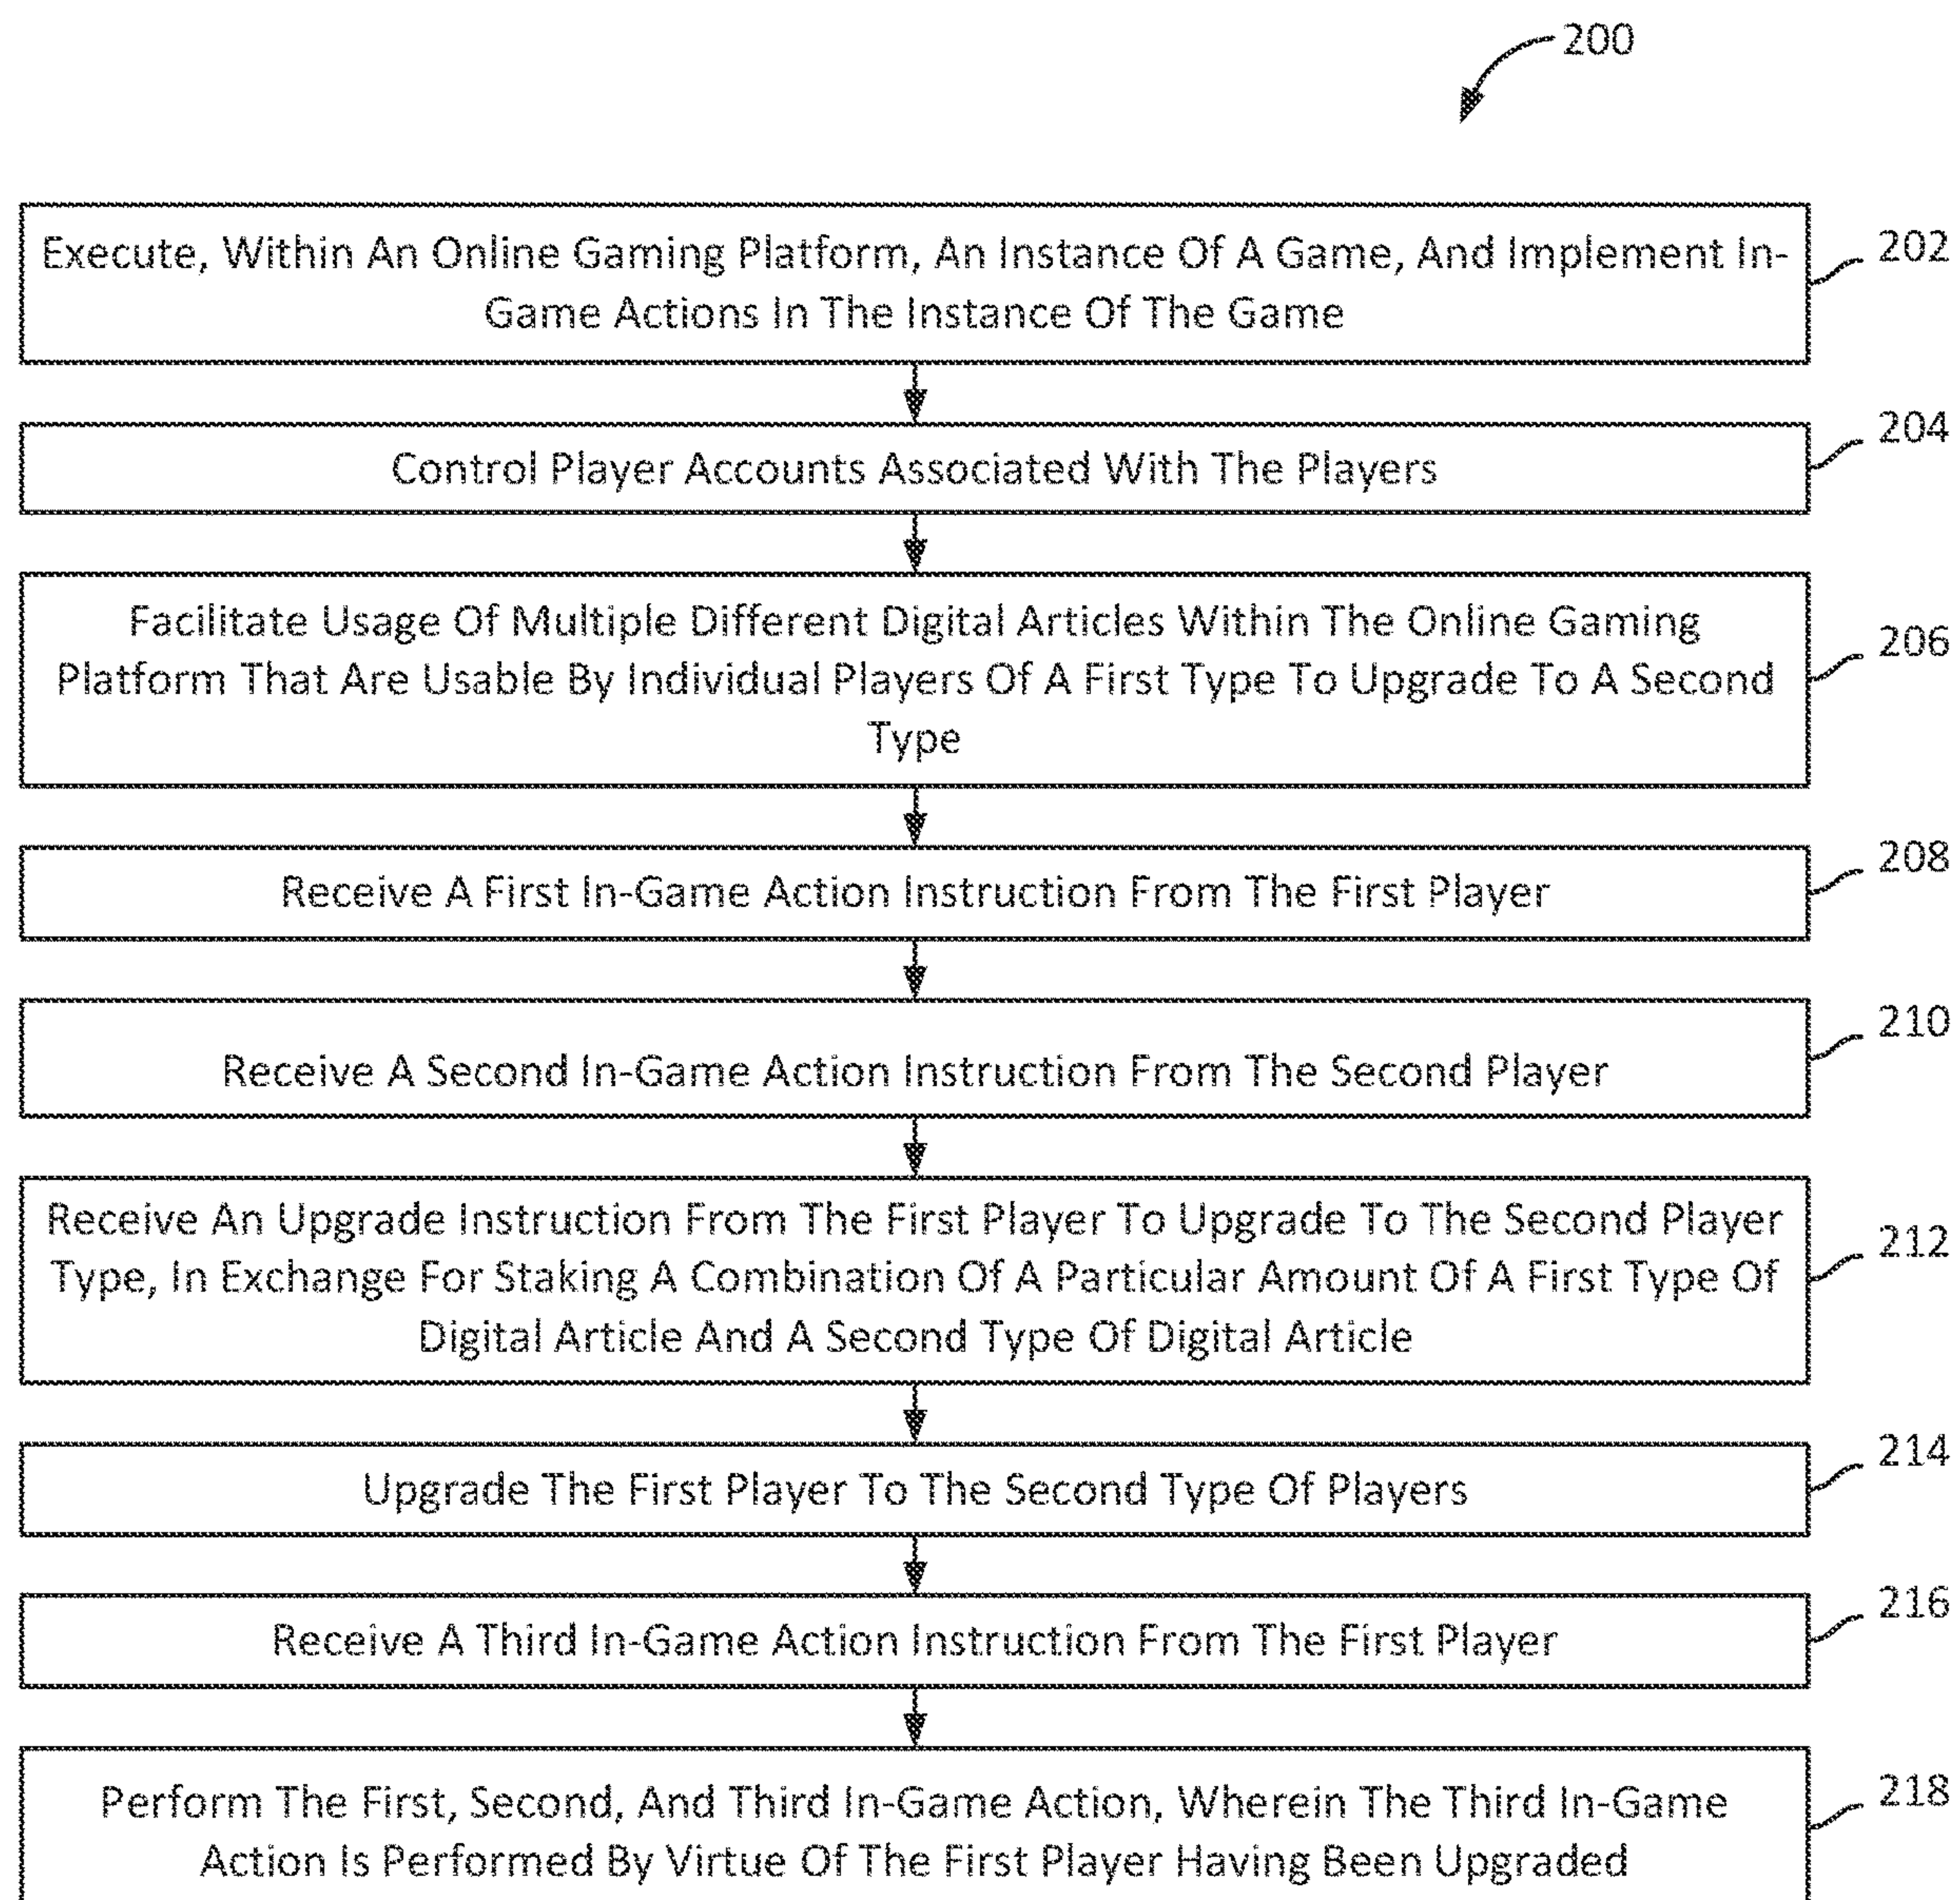 200
Execute, Within An Online Gaming Platform, An Instance Of A Game, And Implement In-
Game Actions In The Instance Of The Game
202
Control Player Accounts Associated With The Players
204
Facilitate Usage Of Multiple Different Digital Articles Within The Online Gaming
Platform That Are Usable By Individual Players Of A First Type To Upgrade To A Second
Type
206
Receive A First In-Game Action Instruction From The First Player
208
Receive A Second In-Game Action Instruction From The Second Player
210
Receive An Upgrade Instruction From The First Player To Upgrade To The Second Player
Type, In Exchange For Staking A Combination Of A Particular Amount Of A First Type Of
Digital Article And A Second Type Of Digital Article
212
Upgrade The First Player To The Second Type Of Players
214
Receive A Third In-Game Action Instruction From The First Player
216
Perform The First, Second, And Third In-Game Action, Wherein The Third In-Game
Action Is Performed By Virtue Of The First Player Having Been Upgraded
218